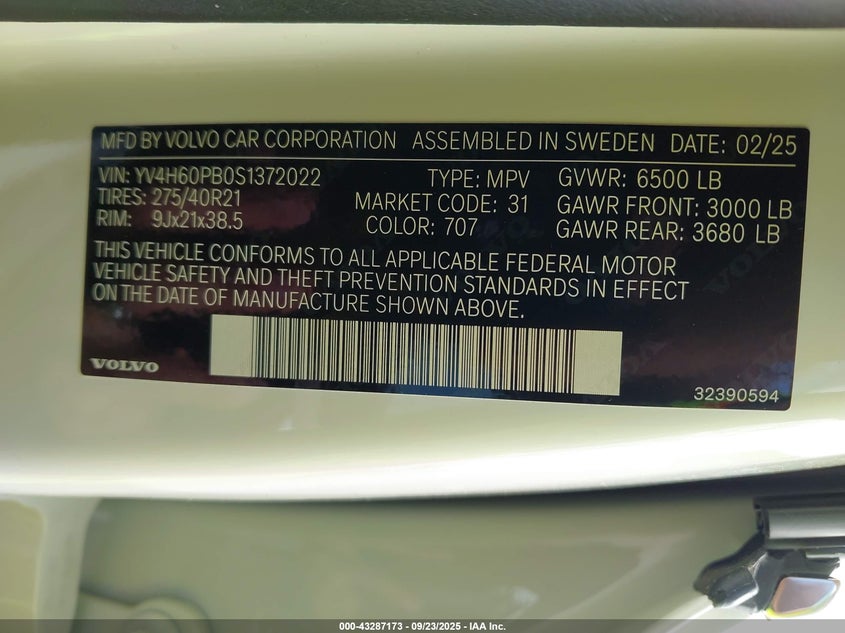 MFD BY VOLVO CAR CORPORATION ASSEMBLED IN SWEDEN DATE: 02/25
VIN: YV4H60PB0S1372022 TYPE: MPV GVWR: 6500 LB
TIRES: 275/40R21 MARKET CODE: 31 GAWR FRONT: 3000 LB
RIM: 9Jx21x38.5 COLOR: 707 GAWR REAR: 3680 LB
THIS VEHICLE CONFORMS TO ALL APPLICABLE FEDERAL MOTOR
VEHICLE SAFETY AND THEFT PREVENTION STANDARDS IN EFFECT
ON THE DATE OF MANUFACTURE SHOWN ABOVE.
VOLVO
32390594
000-43287173 - 09/23/2025 - IAA Inc.